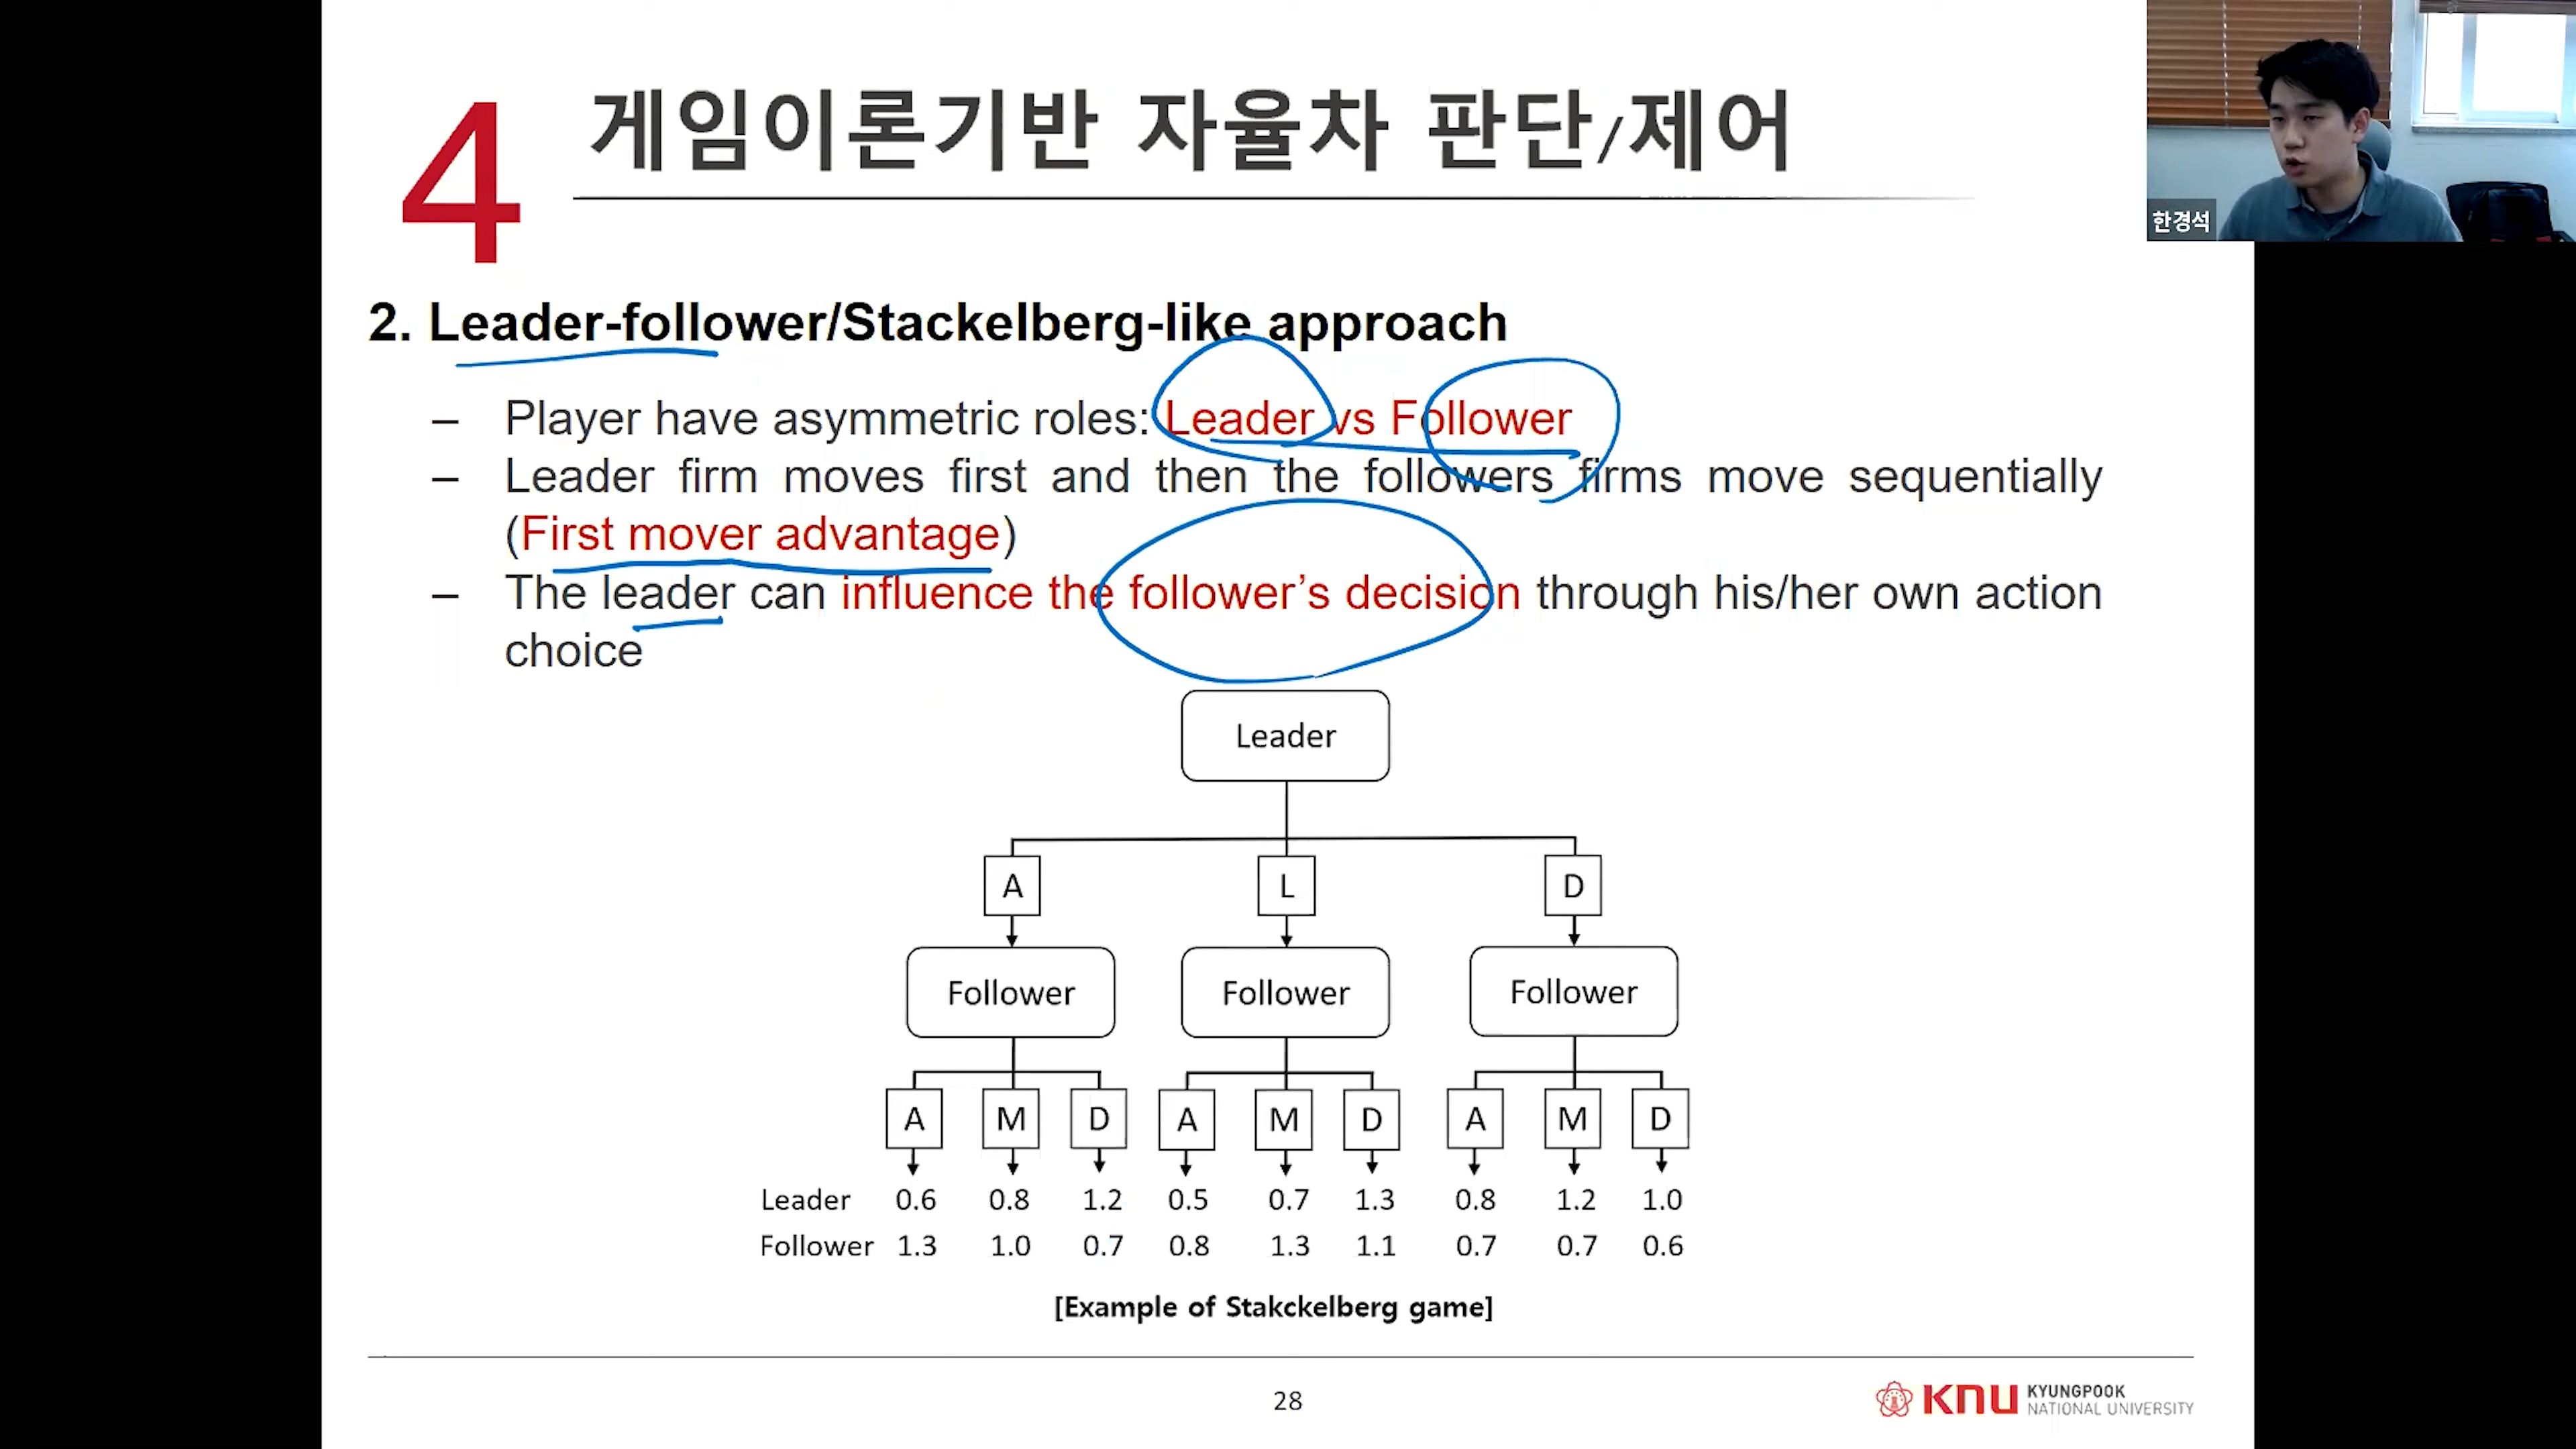 4
게임이론기반 자율차 판단/제어
한경석
2. Leader-follower/Stackelberg-like approach
– Player have asymmetric roles: Leader vs Follower
– Leader firm moves first and then the followers firms move sequentially
(First mover advantage)
– The leader can influence the follower's decision through his/her own action
choice
Leader
A L D
Follower Follower Follower
A M D A M D A M D
Leader 0.6 0.8 1.2 0.5 0.7 1.3 0.8 1.2 1.0
Follower 1.3 1.0 0.7 0.8 1.3 1.1 0.7 0.7 0.6
[Example of Stakckelberg game]
28
KNU KYUNGPOOK
NATIONAL UNIVERSITY